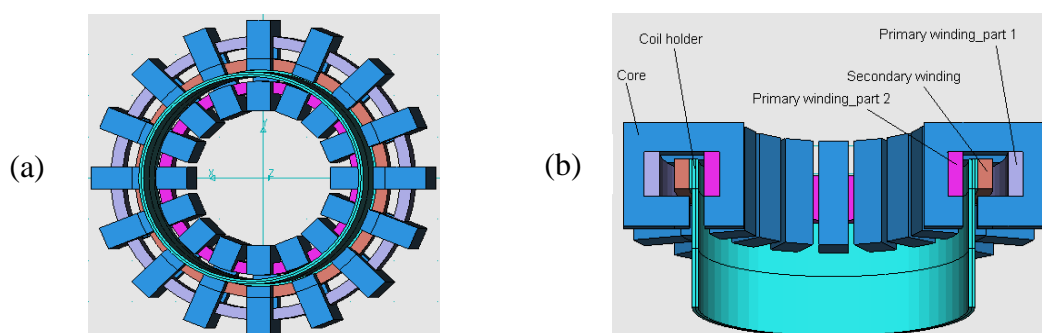 (a)
Y
X
Z
(b)
Coil holder
Primary winding_part 1
Core
Secondary winding
Primary winding_part 2